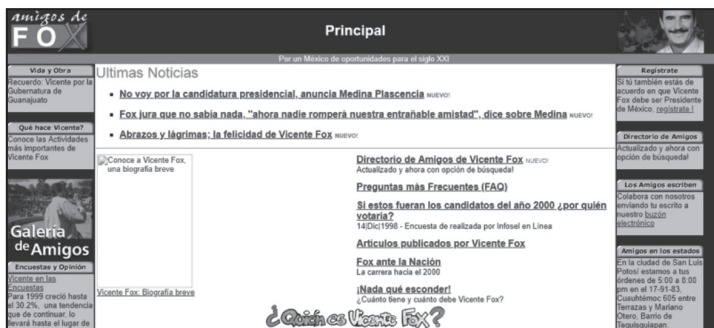 amigos de
FOX
Principal
Por un México de oportunidades para el siglo XXI
Vida y Obra
Recuerdo: Vicente por la
Gubernatura de
Guanajuato
Qué hace Vicente?
Conoce las Actividades
más importantes de
Vicente Fox
Galería
de Amigos
Encuestas y Opinión
Vicente en las
Encuestas
Para 1999 creció hasta
el 30.2%, una tendencia
que de continuar, lo
llevará hasta el lugar de
Ultimas Noticias
No voy por la candidatura presidencial, anuncia Medina Plascencia NUEVO!
Fox jura que no sabía nada, "ahora nadie romperá nuestra entrañable amistad", dice sobre Medina NUEVO!
Abrazos y lágrimas; la felicidad de Vicente Fox NUEVO!
Conoce a Vicente Fox,
una biografía breve
Vicente Fox: Biografía breve
Directorio de Amigos de Vicente Fox NUEVO!
Actualizado y ahora con opción de búsqueda!
Preguntas más Frecuentes (FAQ)
Si estos fueran los candidatos del año 2000 ¿por quién
votaría?
14|Dic|1998 - Encuesta de realizada por Infosel en Línea
Artículos publicados por Vicente Fox
Fox ante la Nación
La carrera hacia el 2000
¡Nada qué esconder!
¿Cuánto tiene y cuánto debe Vicente Fox?
¿Quién es Vicente Fox?
Regístrate
Si tú también estás de
acuerdo en que Vicente
Fox debe ser Presidente
de México, regístrate !
Directorio de Amigos
Actualizado y ahora con
opción de búsqueda!
Los Amigos escriben
Colabora con nosotros
enviando tu escrito a
nuestro buzón
electrónico
Amigos en los estados
En la ciudad de San Luis
Potosí estamos a tus
órdenes de 5:00 a 8:00
pm en el 17-91-83,
Cuauhtémoc 605 entre
Terrazas y Mariano
Otero, Barrio de
Tequisquiapan.